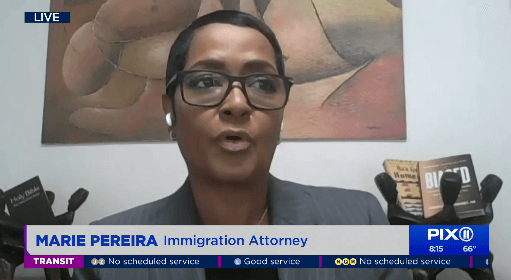 LIVE
Holy Bible
BIASED
MARIE PEREIRA Immigration Attorney
PIX11
8:15 66°
TRANSIT No scheduled service Good service No scheduled service